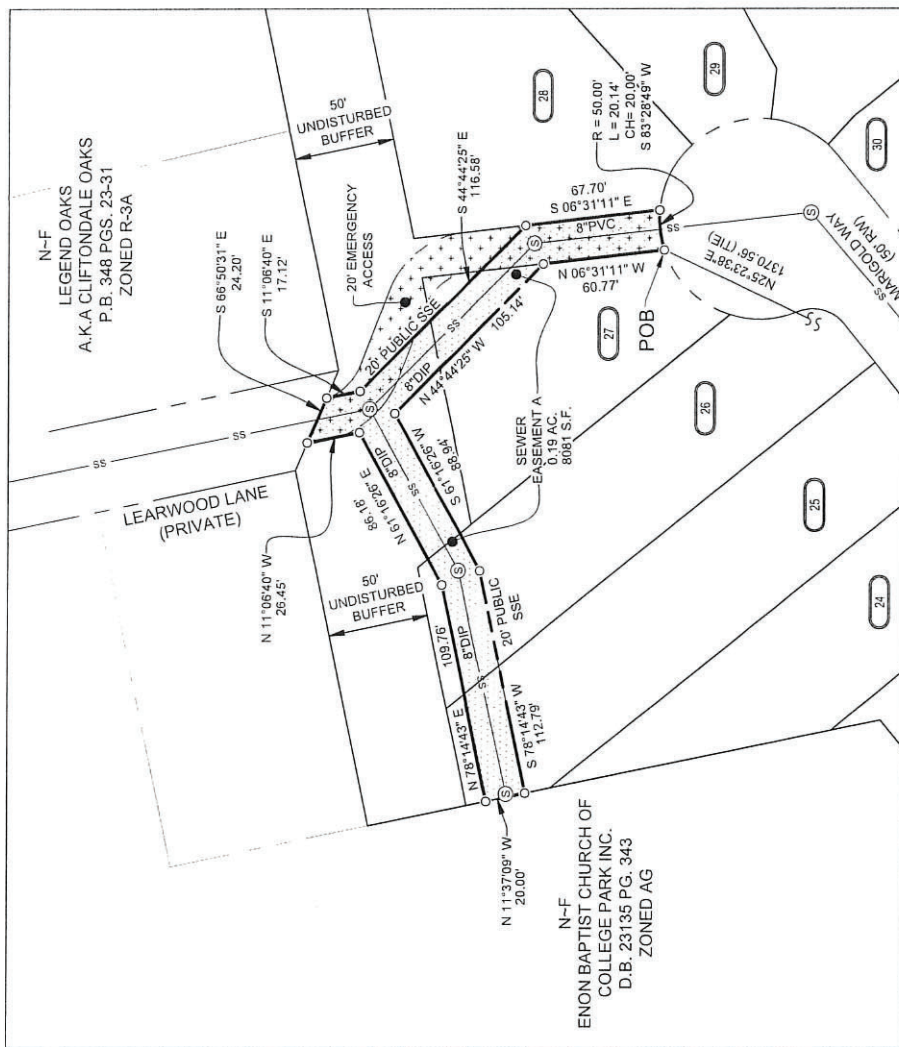 N~F
LEGEND OAKS
A.K.A CLIFTONDALE OAKS
P.B. 348 PGS. 23-31
ZONED R-3A
50'
UNDISTURBED
BUFFER
S 66°50'31" E
24.20'
S 11°06'40" E
17.12'
20' EMERGENCY
ACCESS
S 44°44'25" E
116.58'
28
29
30
R = 50.00'
L = 20.14'
CH= 20.00'
S 83°28'49" W
67.70'
S 06°31'11" E
8"PVC
N 06°31'11" W
60.77'
SS
S
MARIGOLD WAY
(50' RW)
SS
N25°23'38"E
1370.56' (TIE)
POB
27
26
25
24
20' PUBLIC SSE
8"DIP
SS
N 44°44'25" W
105.14'
S
S
SS
LEARWOOD LANE
(PRIVATE)
N 11°06'40" W
26.45'
N 61°16'26" E
86.18'
8"DIP
SS
S 61°16'26" W
88.94'
SEWER
EASEMENT A
0.19 AC.
8081 S.F.
50'
UNDISTURBED
BUFFER
S
N 78°14'43" E
109.76'
8"DIP
SS
20' PUBLIC
SSE
S 78°14'43" W
112.79'
S
N 11°37'09" W
20.00'
N~F
ENON BAPTIST CHURCH OF
COLLEGE PARK INC.
D.B. 23135 PG. 343
ZONED AG